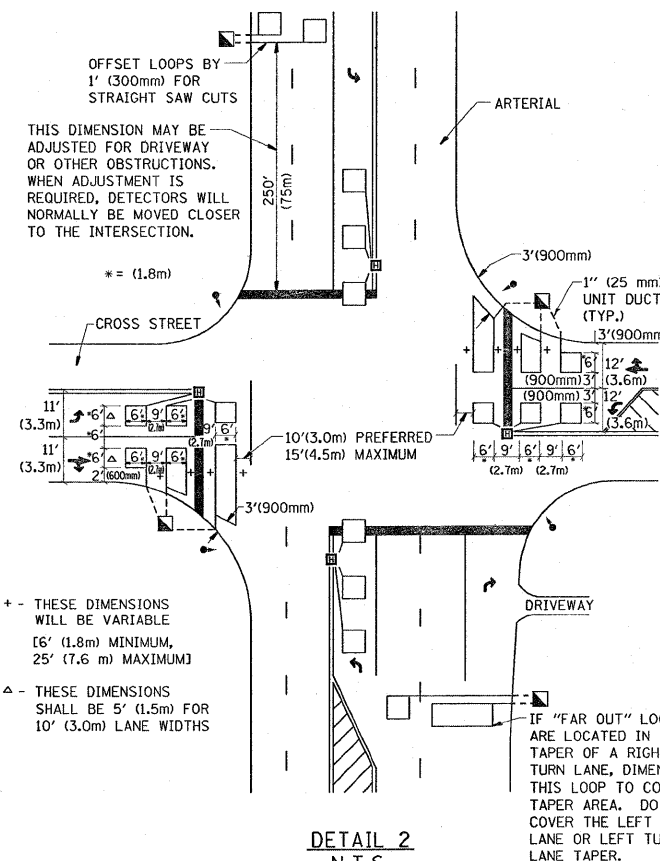 OFFSET LOOPS BY
1' (300mm) FOR
STRAIGHT SAW CUTS
ARTERIAL
THIS DIMENSION MAY BE
ADJUSTED FOR DRIVEWAY
OR OTHER OBSTRUCTIONS.
WHEN ADJUSTMENT IS
REQUIRED, DETECTORS WILL
NORMALLY BE MOVED CLOSER
TO THE INTERSECTION.
250'
(75m)
* = (1.8m)
3'(900mm)
1" (25 mm)
UNIT DUCT
(TYP.)
CROSS STREET
3'(900mm
H
*6'
12'
(3.6m)
(900mm) 3'
(900mm) 3'
*6'
12'
(3.6m)
H
6' 9' 6' 9' 6'
* * *
(2.7m) (2.7m)
H
11'
(3.3m)
*6' △ 6'* 9' 6'*
(2.7m)
*6'
9' 6'
(2.7m) *
11'
(3.3m)
*6' △ 6'* 9' 6'*
(2.7m)
2' (600mm)
10'(3.0m) PREFERRED
15'(4.5m) MAXIMUM
3'(900mm)
H
DRIVEWAY
+ - THESE DIMENSIONS
WILL BE VARIABLE
[6' (1.8m) MINIMUM,
25' (7.6 m) MAXIMUM]
△ - THESE DIMENSIONS
SHALL BE 5' (1.5m) FOR
10' (3.0m) LANE WIDTHS
IF "FAR OUT" LOO
ARE LOCATED IN
TAPER OF A RIGH
TURN LANE, DIMEN
THIS LOOP TO CO
TAPER AREA. DO
COVER THE LEFT
LANE OR LEFT TU
LANE TAPER.
DETAIL 2
N.T.S.